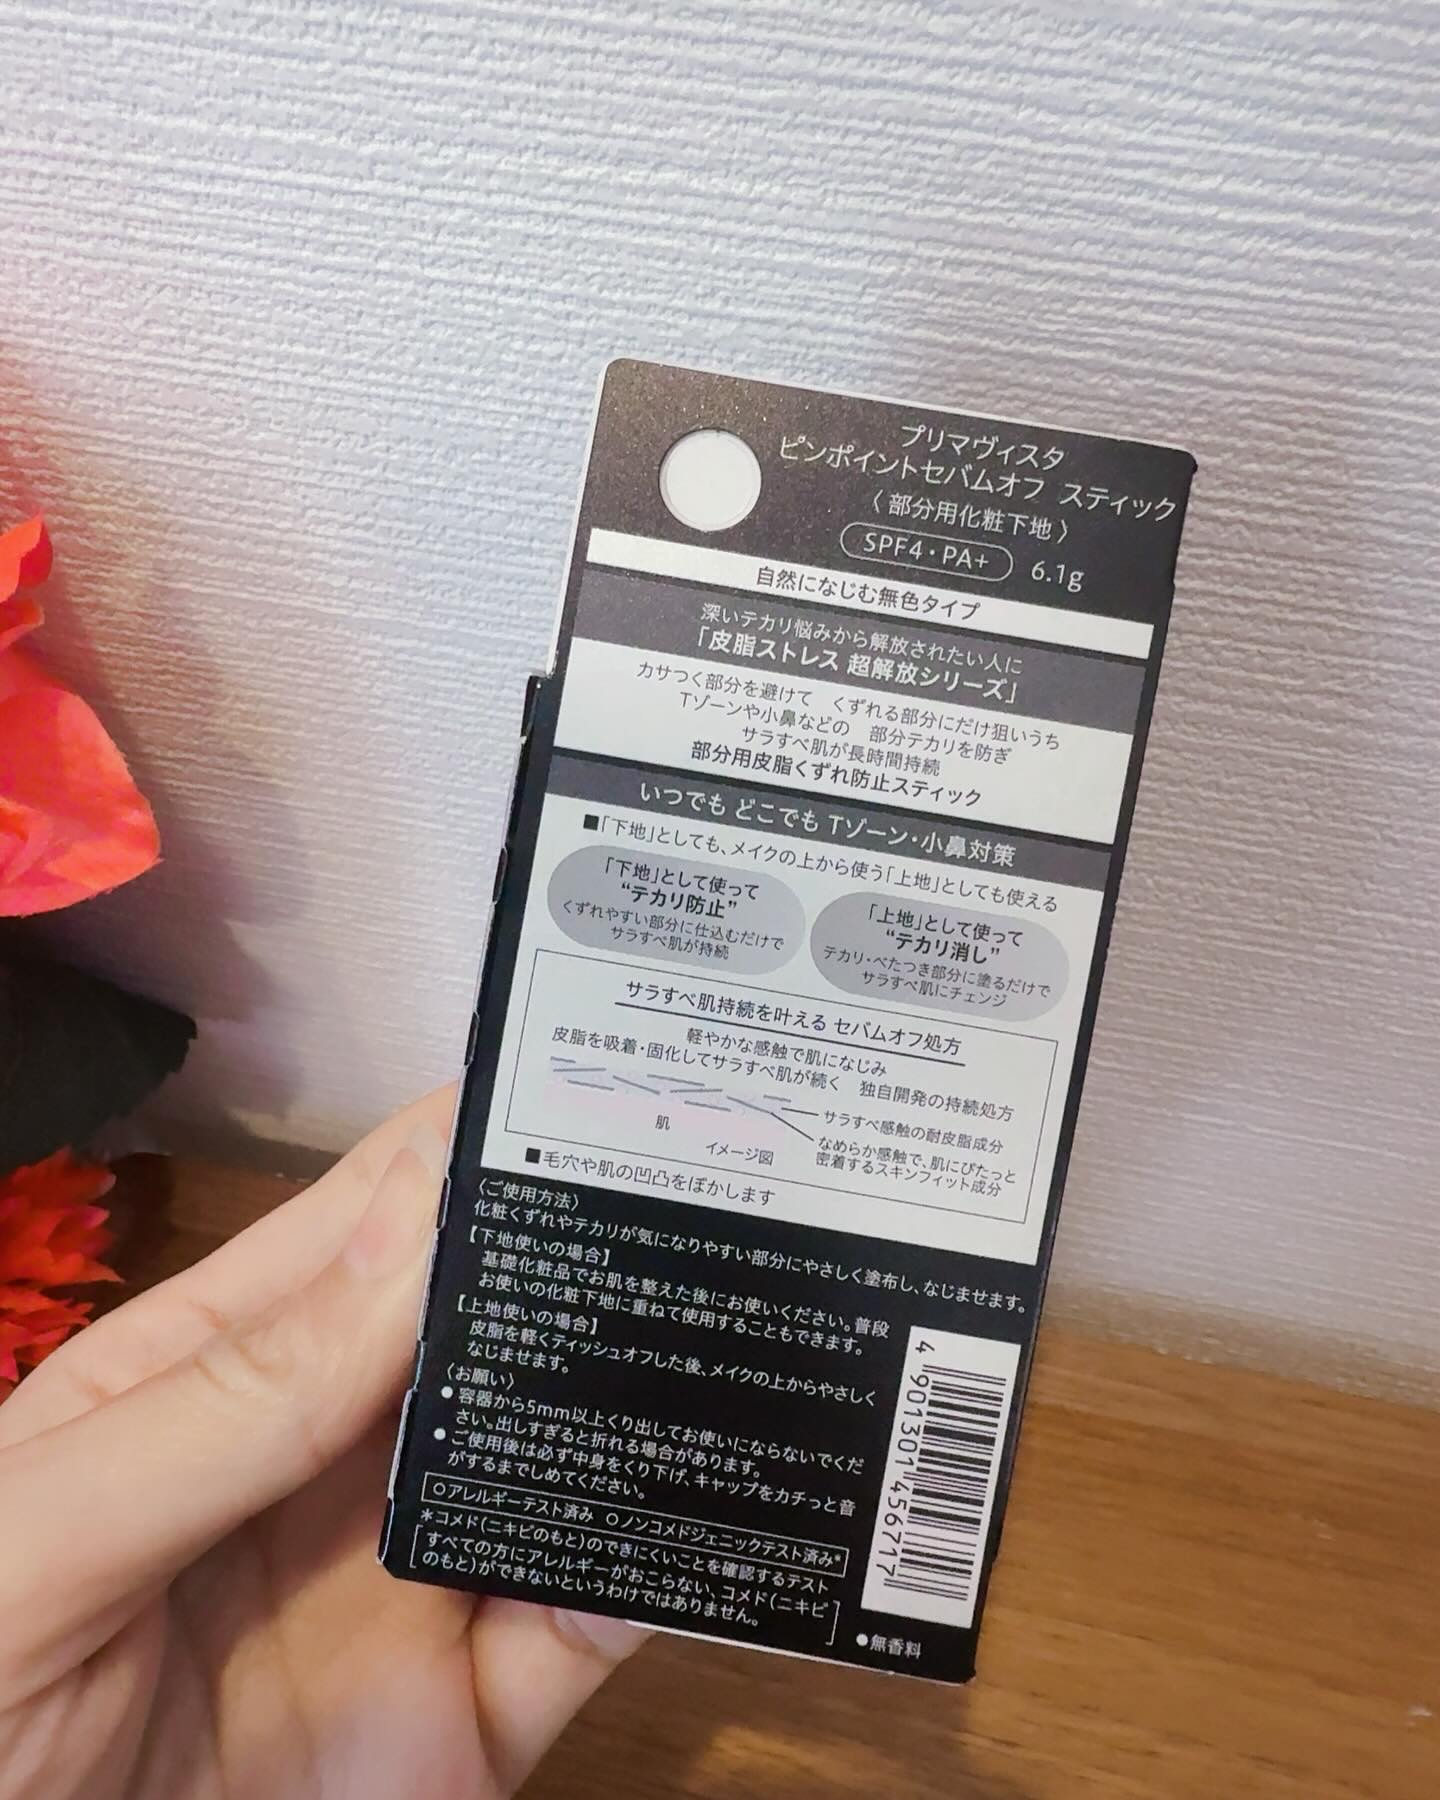 プリマヴィスタ
ピンポイントセバムオフ スティック
〈部分用化粧下地〉
SPF4・PA+ 6.1g
自然になじむ無色タイプ
深いテカリ悩みから解放されたい人に
「皮脂ストレス 超解放シリーズ」
カサつく部分を避けて くずれる部分にだけ狙いうち
Tゾーンや小鼻などの 部分テカリを防ぎ
サラすべ肌が長時間持続
部分用皮脂くずれ防止スティック
いつでも どこでも Tゾーン・小鼻対策
■「下地」としても、メイクの上から使う「上地」としても使える
「下地」として使って
“テカリ防止”
くずれやすい部分に仕込むだけで
サラすべ肌が持続
「上地」として使って
“テカリ消し”
テカリ・べたつき部分に塗るだけで
サラすべ肌にチェンジ
サラすべ肌持続を叶える セバムオフ処方
軽やかな感触で肌になじみ
皮脂を吸着・固化してサラすべ肌が続く 独自開発の持続処方
サラすべ感触の耐皮脂成分
なめらか感触で、肌にぴたっと
密着するスキンフィット成分
肌
イメージ図
■毛穴や肌の凹凸をぼかします
〈ご使用方法〉
化粧くずれやテカリが気になりやすい部分にやさしく塗布し、なじませます。
【下地使いの場合】
基礎化粧品でお肌を整えた後にお使いください。普段
お使いの化粧下地に重ねて使用することもできます。
【上地使いの場合】
皮脂を軽くティッシュオフした後、メイクの上からやさしく
なじませます。
〈お願い〉
●容器から5mm以上くり出してお使いにならないでくだ
さい。出しすぎると折れる場合があります。
●ご使用後は必ず中身をくり下げ、キャップをカチっと音
がするまでしめてください。
○アレルギーテスト済み ○ノンコメドジェニックテスト済み*
*コメド(ニキビのもと)のできにくいことを確認するテスト
[すべての方にアレルギーがおこらない、コメド(ニキビ
のもと)ができないというわけではありません。]
●無香料
4 901301 456717